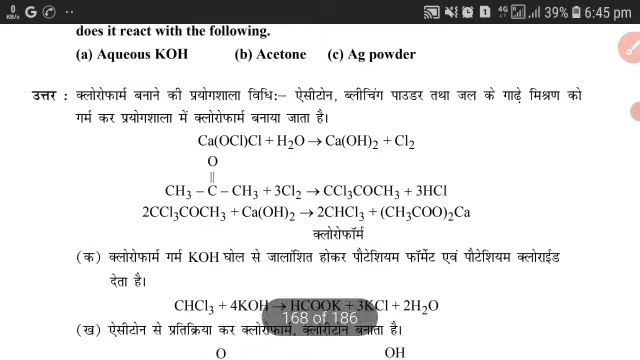 0
KB/s G 4G 39% 6:45 pm
does it react with the following.
(a) Aqueous KOH (b) Acetone (c) Ag powder
उत्तर : क्लोरोफार्म बनाने की प्रयोगशाला विधि:– ऐसीटोन, ब्लीचिंग पाउडर तथा जल के गाढ़े मिश्रण को
गर्म कर प्रयोगशाला में क्लोरोफार्म बनाया जाता है।
Ca(OCl)Cl + H₂O → Ca(OH)₂ + Cl₂
O
||
CH₃ – C – CH₃ + 3Cl₂ → CCl₃COCH₃ + 3HCl
2CCl₃COCH₃ + Ca(OH)₂ → 2CHCl₃ + (CH₃COO)₂Ca
क्लोरोफॉर्म
(क) क्लोरोफार्म गर्म KOH घोल से जालांशित होकर पौटेशियम फॉर्मेट एवं पौटेशियम क्लोराईड
देता है।
CHCl₃ + 4KOH → HCOOK + 3KCl + 2H₂O
168 of 186
(ख) ऐसीटोन से प्रतिक्रिया कर क्लोरोफार्म, क्लोरीटोन बनाता है।
O OH